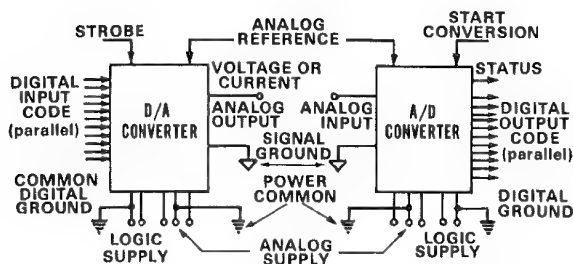 STROBE
ANALOG
REFERENCE
START
CONVERSION
DIGITAL
INPUT
CODE
(parallel)
D/A
CONVERTER
VOLTAGE OR
CURRENT
ANALOG
OUTPUT
ANALOG
INPUT
A/D
CONVERTER
STATUS
DIGITAL
OUTPUT
CODE
(parallel)
SIGNAL
GROUND
COMMON
DIGITAL
GROUND
POWER
COMMON
DIGITAL
GROUND
LOGIC
SUPPLY
ANALOG
SUPPLY
LOGIC
SUPPLY